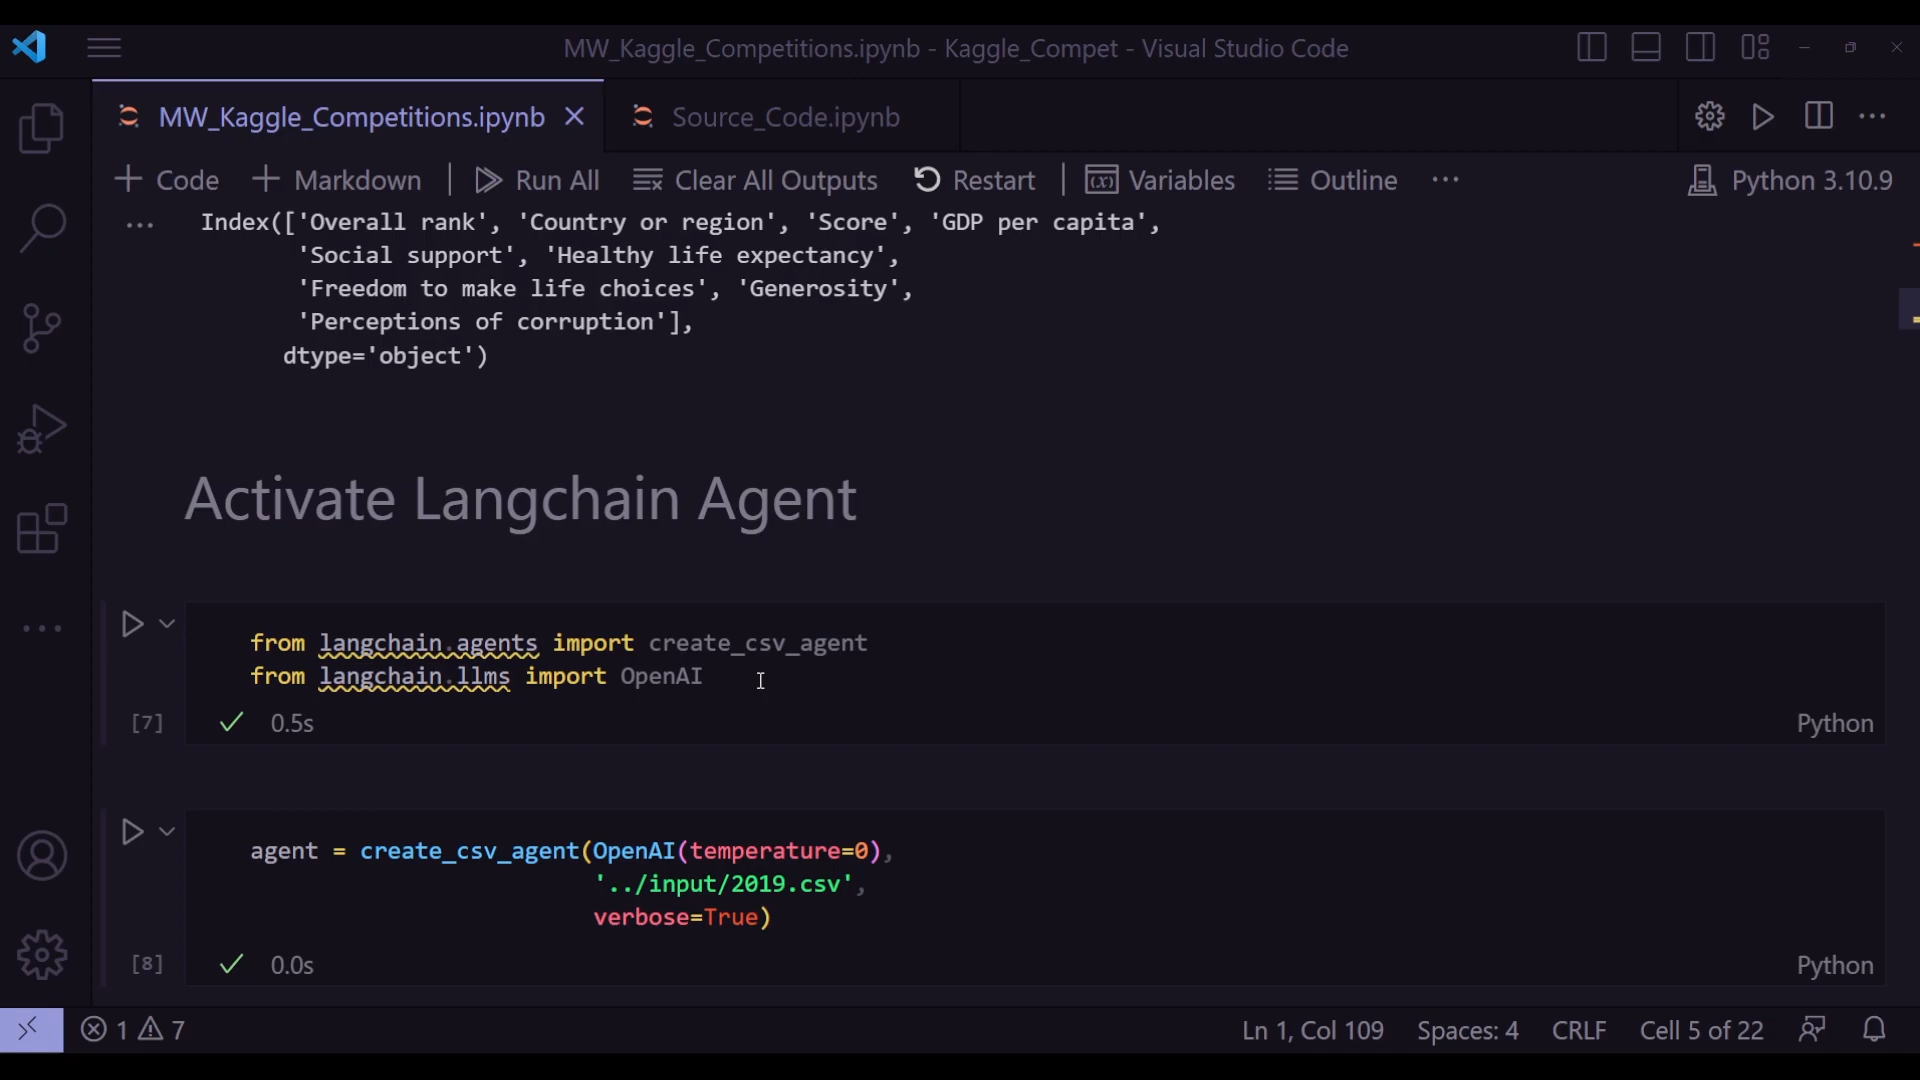 MW_Kaggle_Competitions.ipynb - Kaggle_Compet - Visual Studio Code
MW_Kaggle_Competitions.ipynb
Source_Code.ipynb
Code Markdown Run All Clear All Outputs Restart Variables Outline ... Python 3.10.9
... Index(['Overall rank', 'Country or region', 'Score', 'GDP per capita',
'Social support', 'Healthy life expectancy',
'Freedom to make life choices', 'Generosity',
'Perceptions of corruption'],
dtype='object')
Activate Langchain Agent
from langchain.agents import create_csv_agent
from langchain.llms import OpenAI
[7] ✓ 0.5s Python
agent = create_csv_agent(OpenAI(temperature=0),
'../input/2019.csv',
verbose=True)
[8] ✓ 0.0s Python
1 7 Ln 1, Col 109 Spaces: 4 CRLF Cell 5 of 22